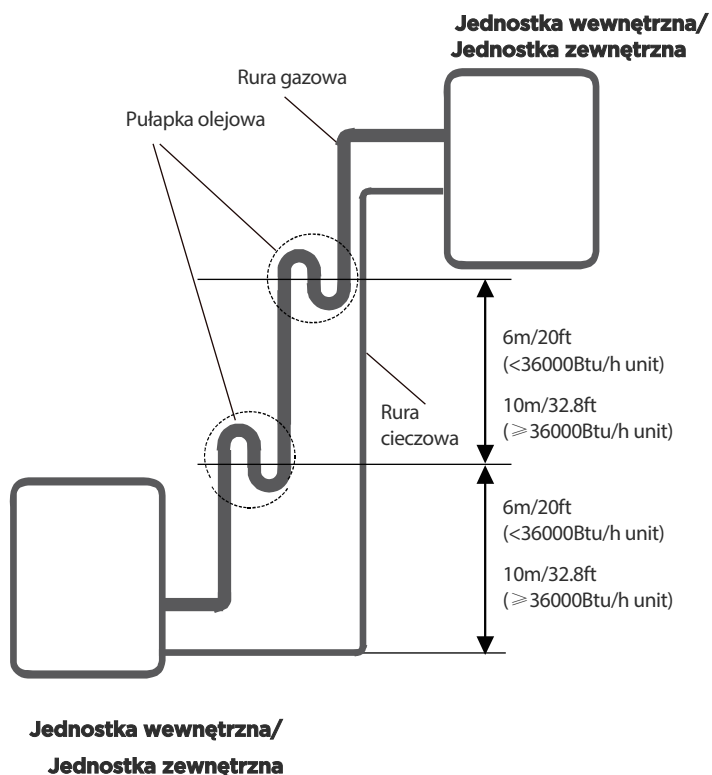 Jednostka wewnętrzna/
Jednostka zewnętrzna
Rura gazowa
Pułapka olejowa
6m/20ft
(<36000Btu/h unit)
10m/32.8ft
(⩾36000Btu/h unit)
Rura
cieczowa
6m/20ft
(<36000Btu/h unit)
10m/32.8ft
(⩾36000Btu/h unit)
Jednostka wewnętrzna/
Jednostka zewnętrzna